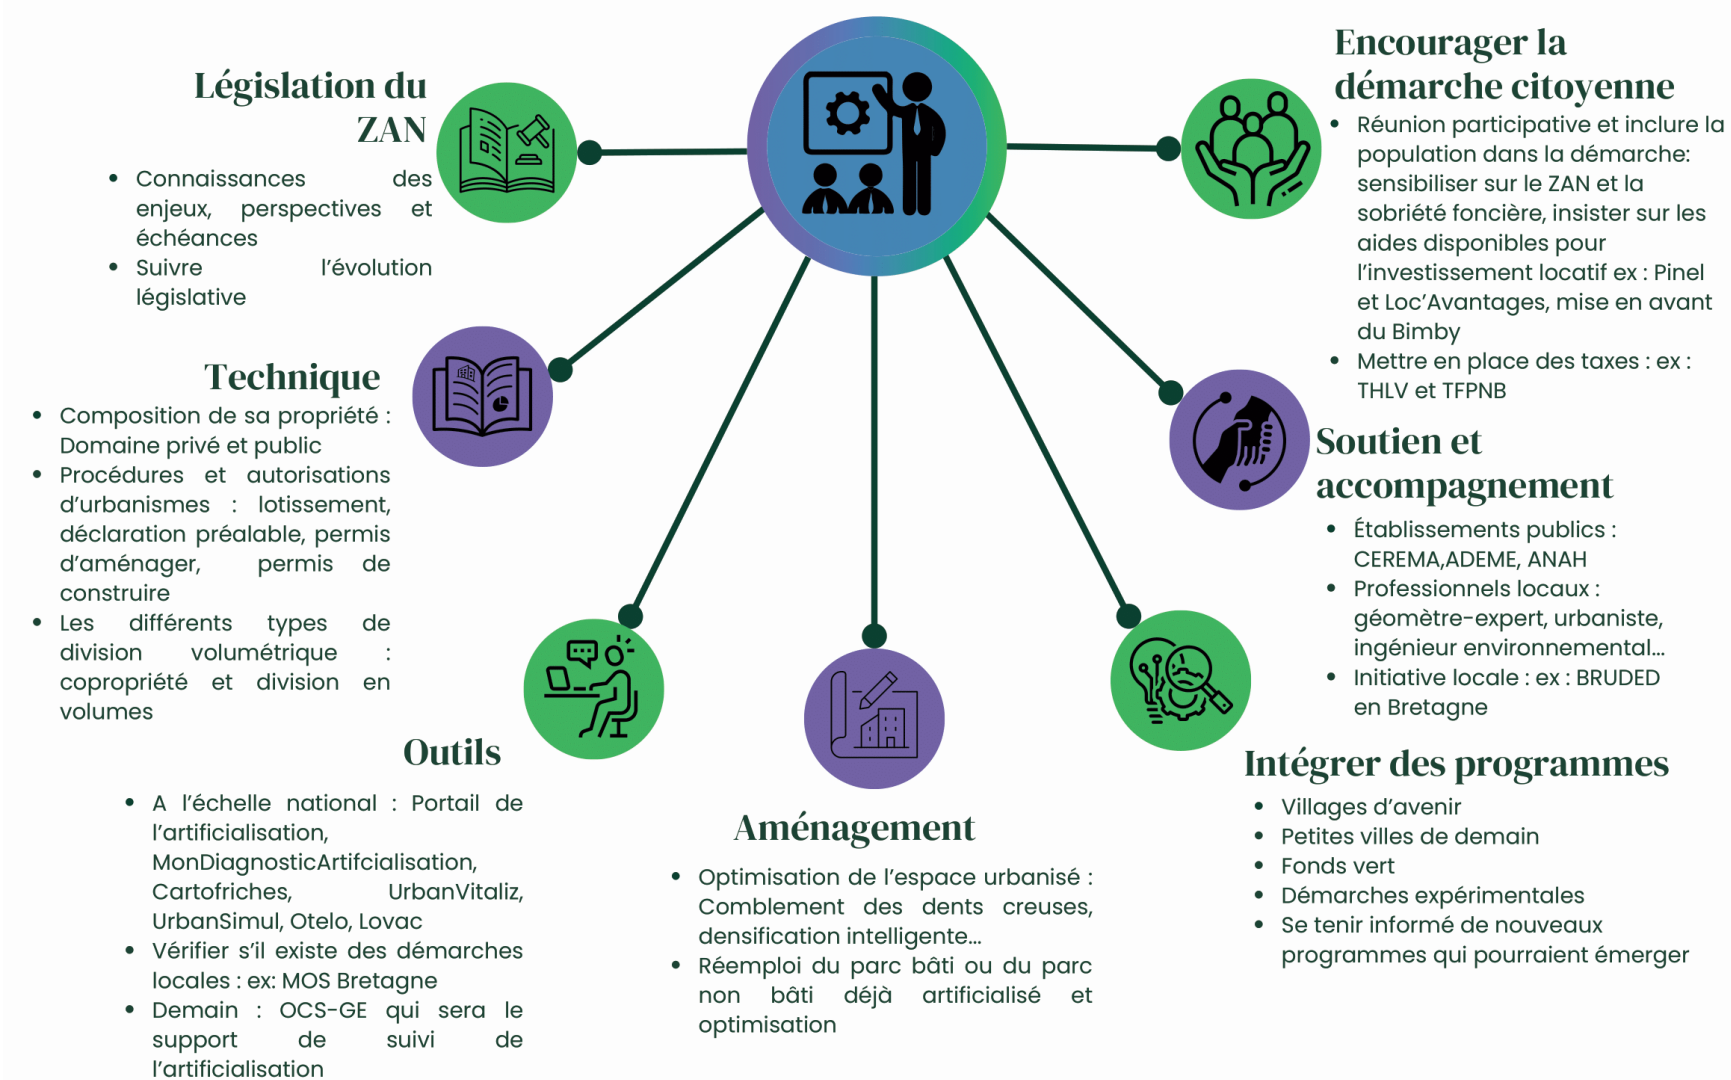 Législation du
ZAN
• Connaissances des
enjeux, perspectives et
échéances
• Suivre l'évolution
législative
Technique
• Composition de sa propriété :
Domaine privé et public
• Procédures et autorisations
d'urbanismes : lotissement,
déclaration préalable, permis
d'aménager, permis de
construire
• Les différents types de
division volumétrique :
copropriété et division en
volumes
Outils
• A l'échelle national : Portail de
l'artificialisation,
MonDiagnosticArtifcialisation,
Cartofriches, UrbanVitaliz,
UrbanSimul, Otelo, Lovac
• Vérifier s'il existe des démarches
locales : ex: MOS Bretagne
• Demain : OCS-GE qui sera le
support de suivi de
l'artificialisation
Aménagement
• Optimisation de l'espace urbanisé :
Comblement des dents creuses,
densification intelligente...
• Réemploi du parc bâti ou du parc
non bâti déjà artificialisé et
optimisation
Encourager la
démarche citoyenne
• Réunion participative et inclure la
population dans la démarche:
sensibiliser sur le ZAN et la
sobriété foncière, insister sur les
aides disponibles pour
l'investissement locatif ex : Pinel
et Loc'Avantages, mise en avant
du Bimby
• Mettre en place des taxes : ex :
THLV et TFPNB
Soutien et
accompagnement
• Établissements publics :
CEREMA,ADEME, ANAH
• Professionnels locaux :
géomètre-expert, urbaniste,
ingénieur environnemental...
• Initiative locale : ex : BRUDED
en Bretagne
Intégrer des programmes
• Villages d'avenir
• Petites villes de demain
• Fonds vert
• Démarches expérimentales
• Se tenir informé de nouveaux
programmes qui pourraient émerger